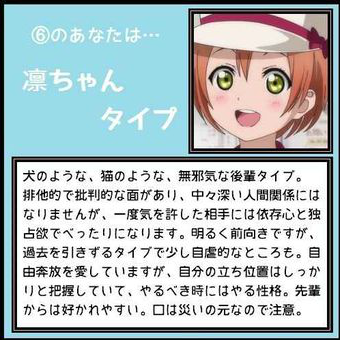 ⑥のあなたは…
凛ちゃん
タイプ
犬のような、猫のような、無邪気な後輩タイプ。
排他的で批判的な面があり、中々深い人間関係には
なりませんが、一度気を許した相手には依存心と独
占欲でべったりになります。明るく前向きですが、
過去を引きずるタイプで少し自虐的なところも。自
由奔放を愛していますが、自分の立ち位置はしっか
りと把握していて、やるべき時にはやる性格。先輩
からは好かれやすい。口は災いの元なので注意。